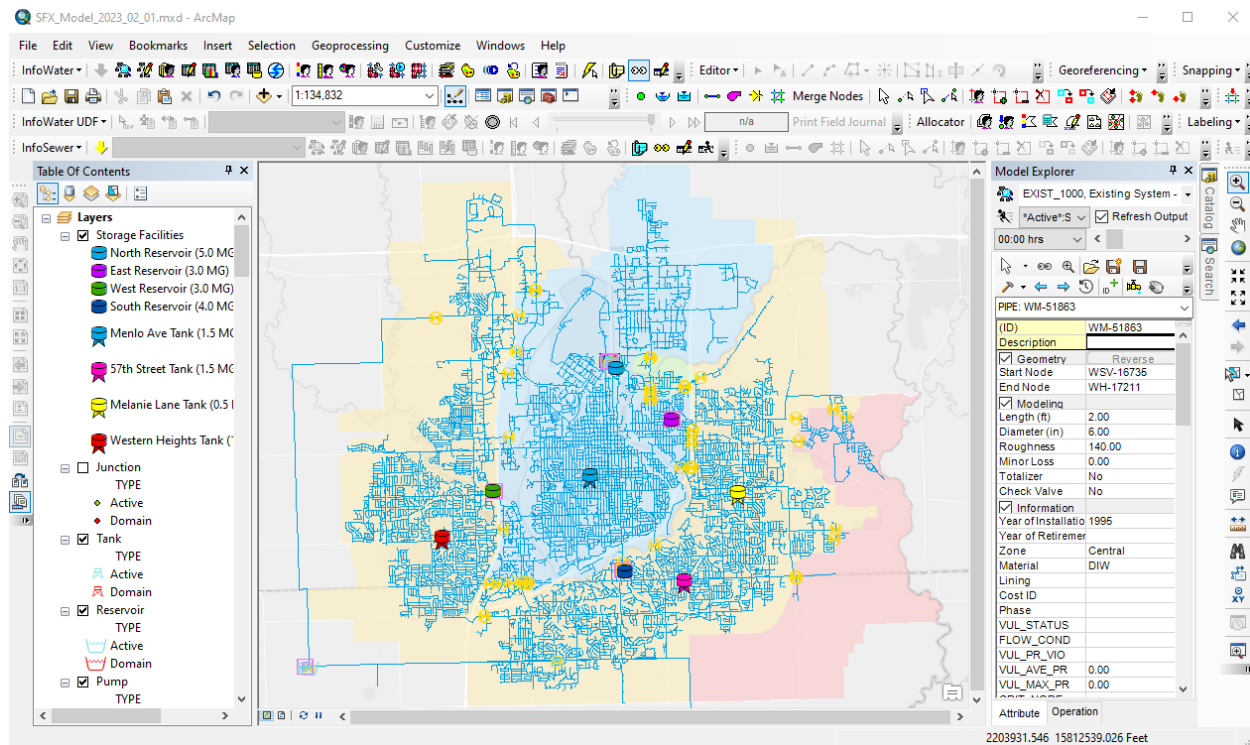 SFX_Model_2023_02_01.mxd - ArcMap
File Edit View Bookmarks Insert Selection Geoprocessing Customize Windows Help
InfoWater Editor Georeferencing Snapping
1:134,832 Merge Nodes
InfoWater UDF n/a Print Field Journal Allocator Labeling
InfoSewer
Table Of Contents
Layers
Storage Facilities
North Reservoir (5.0 MG
East Reservoir (3.0 MG)
West Reservoir (3.0 MG)
South Reservoir (4.0 MG
Menlo Ave Tank (1.5 MG
57th Street Tank (1.5 MG
Melanie Lane Tank (0.5
Western Heights Tank (
Junction
TYPE
Active
Domain
Tank
TYPE
Active
Domain
Reservoir
TYPE
Active
Domain
Pump
TYPE
Model Explorer
EXIST_1000, Existing System -
*Active*:S Refresh Output
00:00 hrs
ID
PIPE: WM-51863
(ID) WM-51863
Description
Geometry Reverse
Start Node WSV-16735
End Node WH-17211
Modeling
Length (ft) 2.00
Diameter (in) 6.00
Roughness 140.00
Minor Loss 0.00
Totalizer No
Check Valve No
Information
Year of Installatio 1995
Year of Retiremer
Zone Central
Material DIW
Lining
Cost ID
Phase
VUL_STATUS
FLOW_COND
VUL_PR_VIO
VUL_AVE_PR 0.00
VUL_MAX_PR 0.00
Attribute Operation
Catalog
Search
XY
2203931.546 15812539.026 Feet